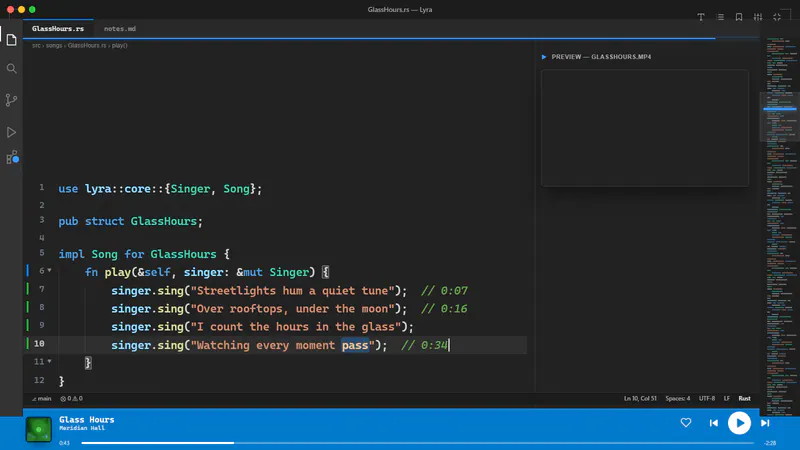 GlassHours.rs — Lyra
GlassHours.rs
notes.md
src › songs › GlassHours.rs › play()
PREVIEW — GLASSHOURS.MP4
1 use lyra::core::{Singer, Song};
2
3 pub struct GlassHours;
4
5 impl Song for GlassHours {
6 fn play(&self, singer: &mut Singer) {
7 singer.sing("Streetlights hum a quiet tune"); // 0:07
8 singer.sing("Over rooftops, under the moon"); // 0:16
9 singer.sing("I count the hours in the glass");
10 singer.sing("Watching every moment pass"); // 0:34
11 }
12 }
main
0 0
Ln 10, Col 51
Spaces: 4
UTF-8
LF
Rust
Glass Hours
Meridian Hall
0:43
-2:28